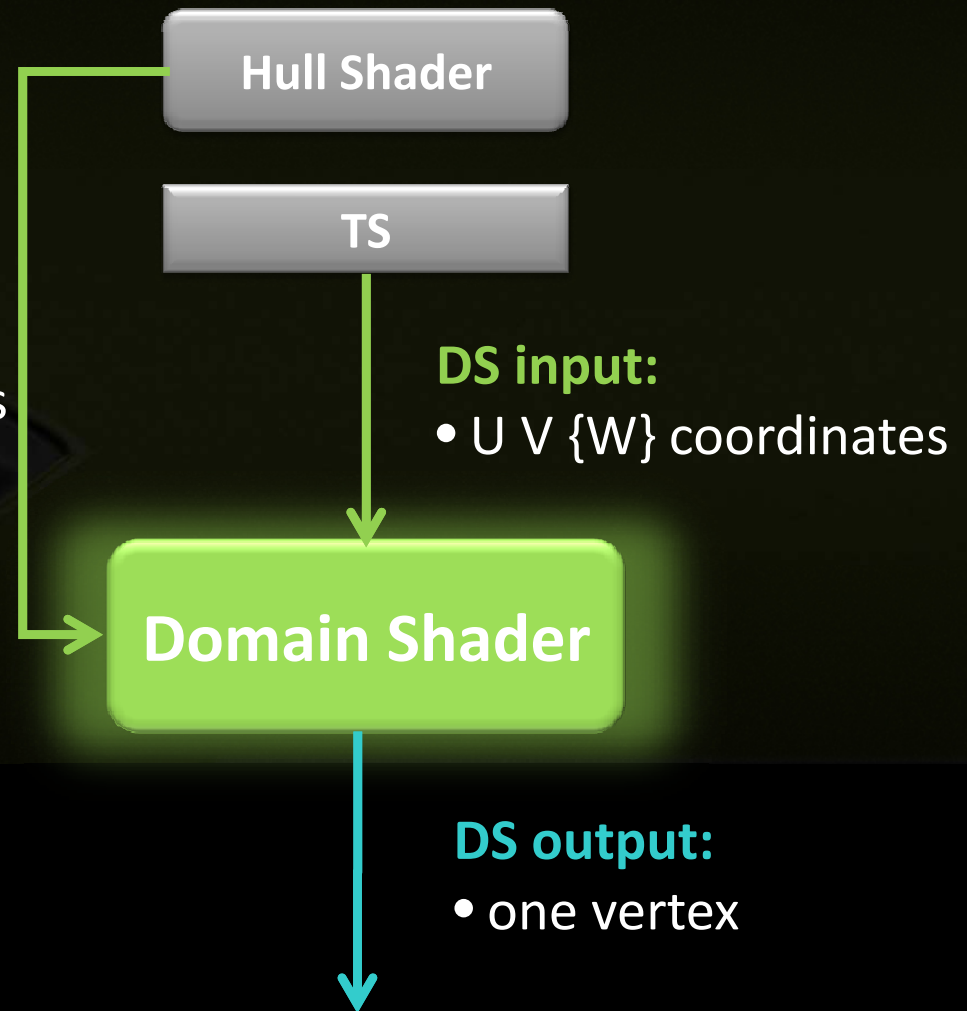 Hull Shader
TS
DS input:
• U V {W} coordinates
Domain Shader
DS output:
• one vertex